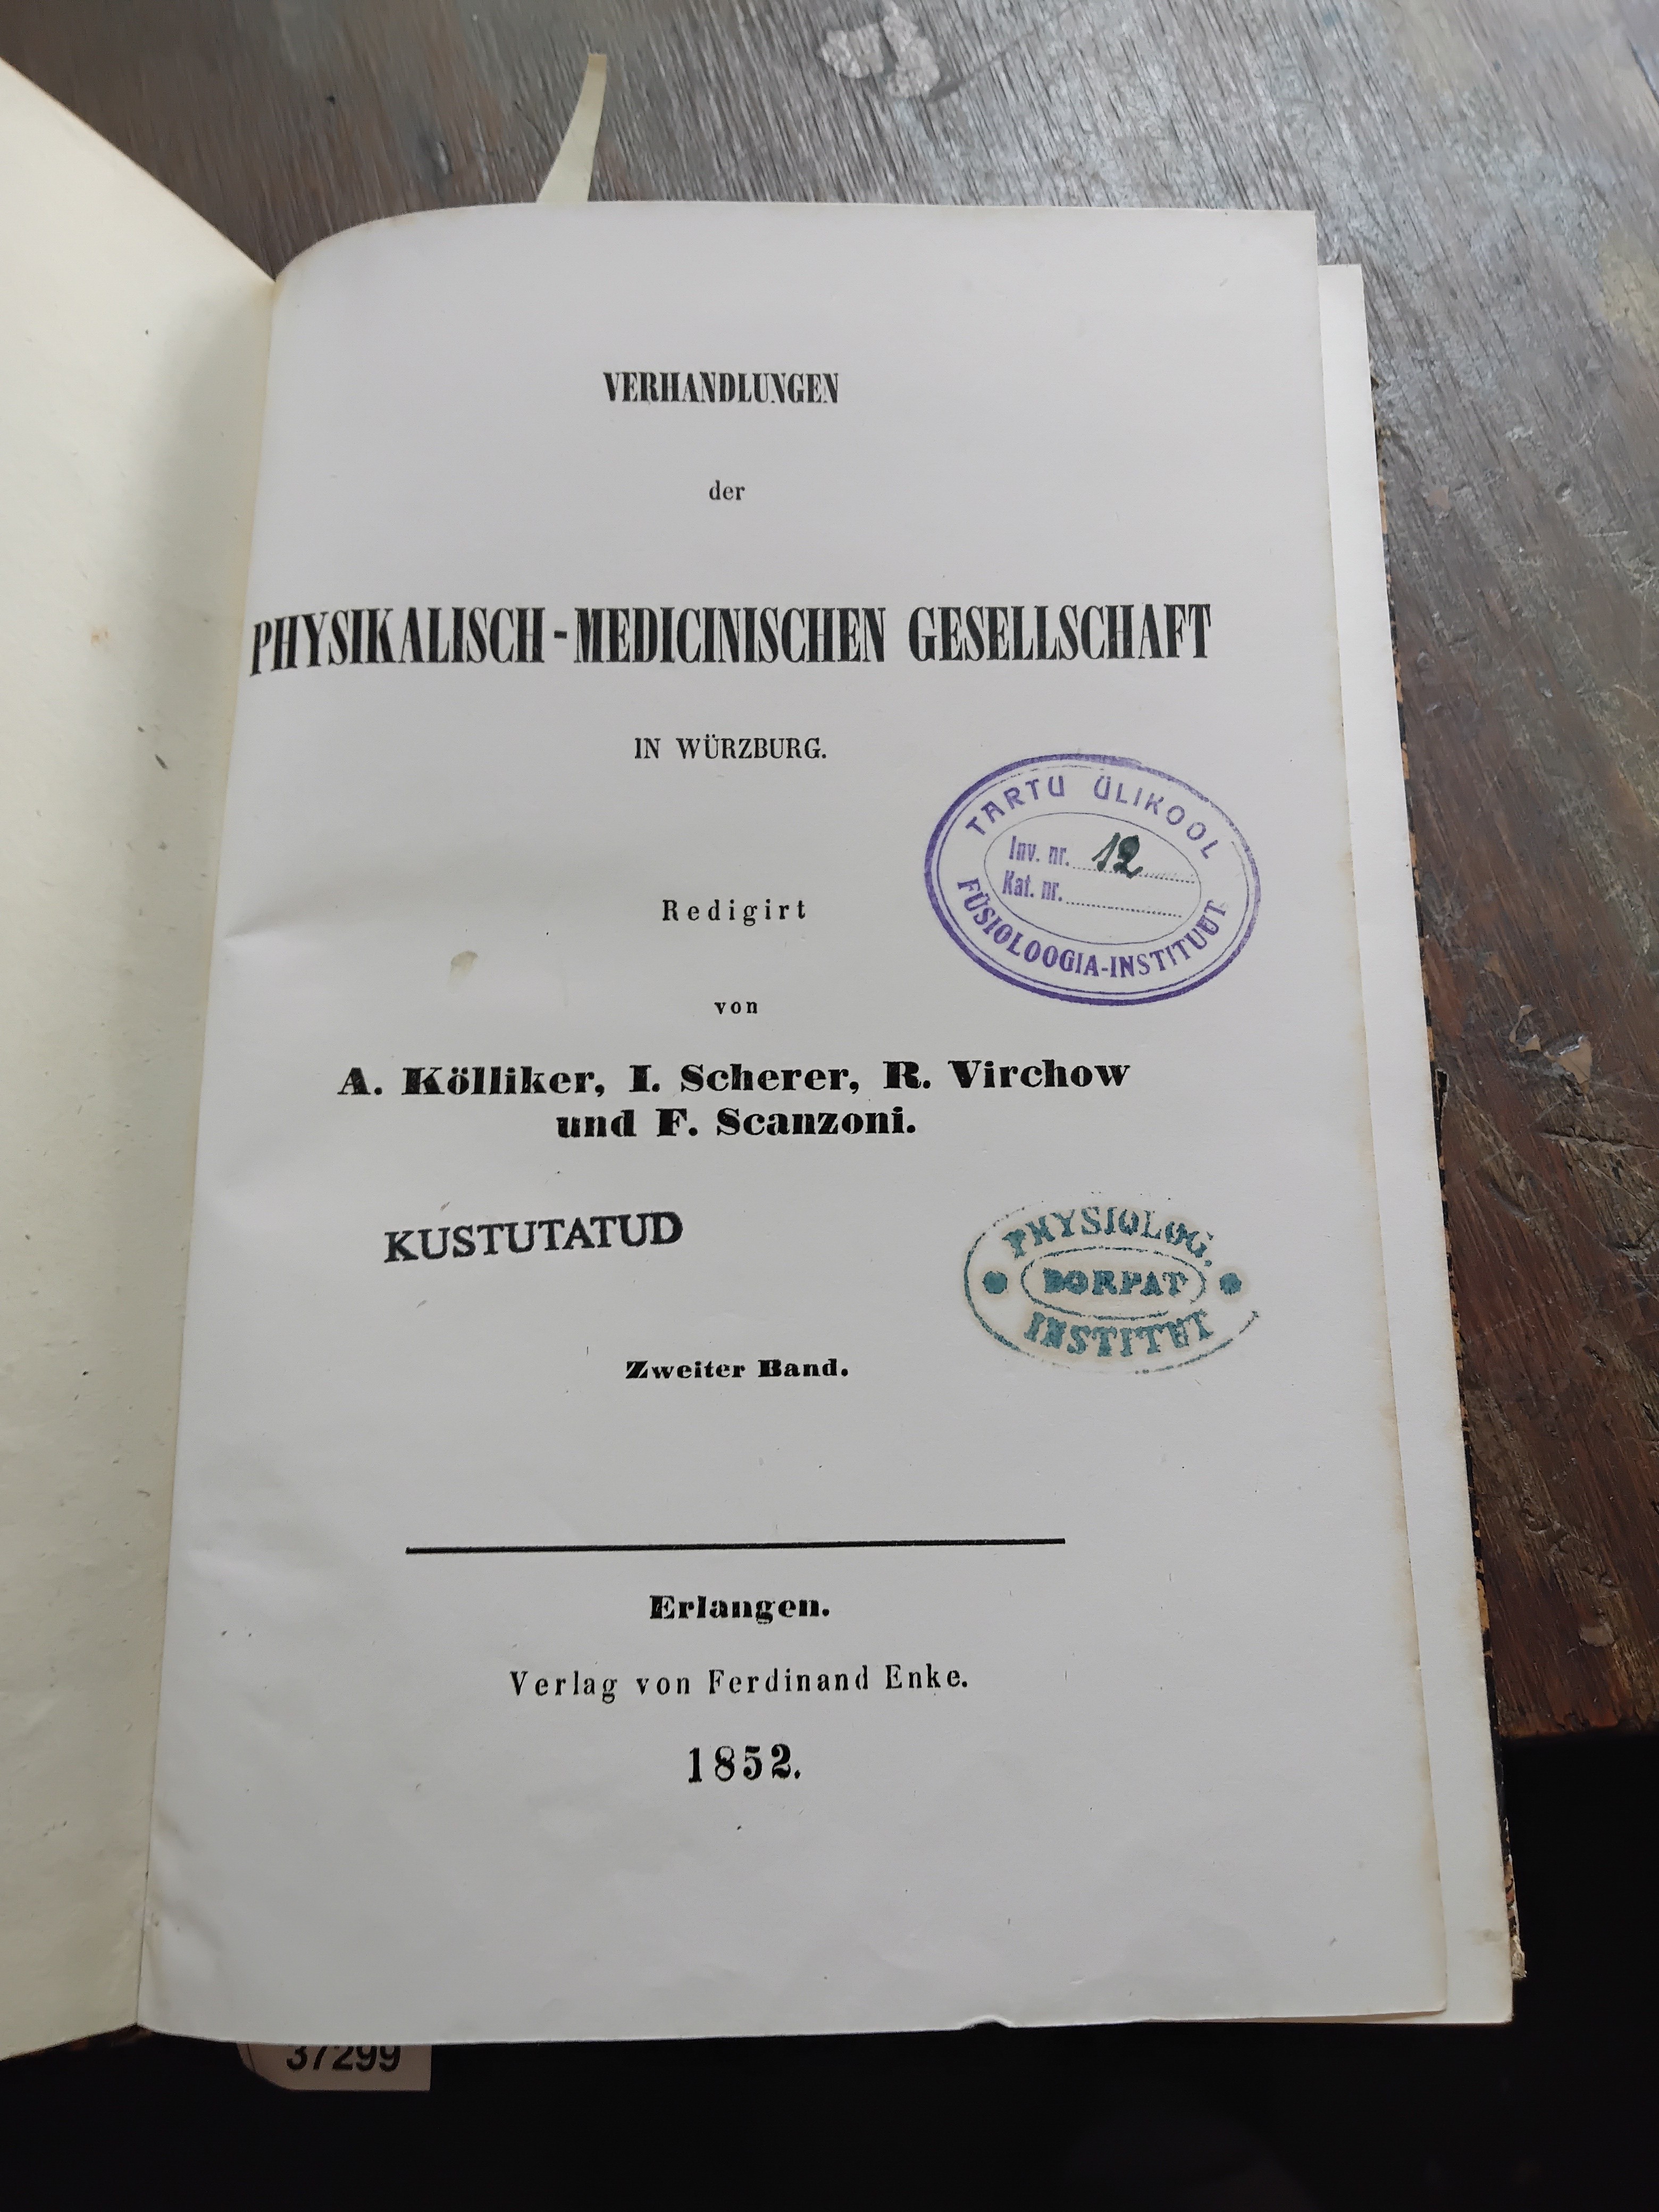 VERHANDLUNGEN
der
PHYSIKALISCH-MEDICINISCHEN GESELLSCHAFT
IN WÜRZBURG.
TARTU ÜLIKOOL
Inv. nr. 12
Kat. nr.
FÜSIOLOOGIA-INSTITUUT
Redigirt
von
A. Kölliker, I. Scherer, R. Virchow
und F. Scanzoni.
KUSTUTATUD
PHYSIOLOG.
DORPAT
INSTITUT
Zweiter Band.
Erlangen.
Verlag von Ferdinand Enke.
1852.
37299